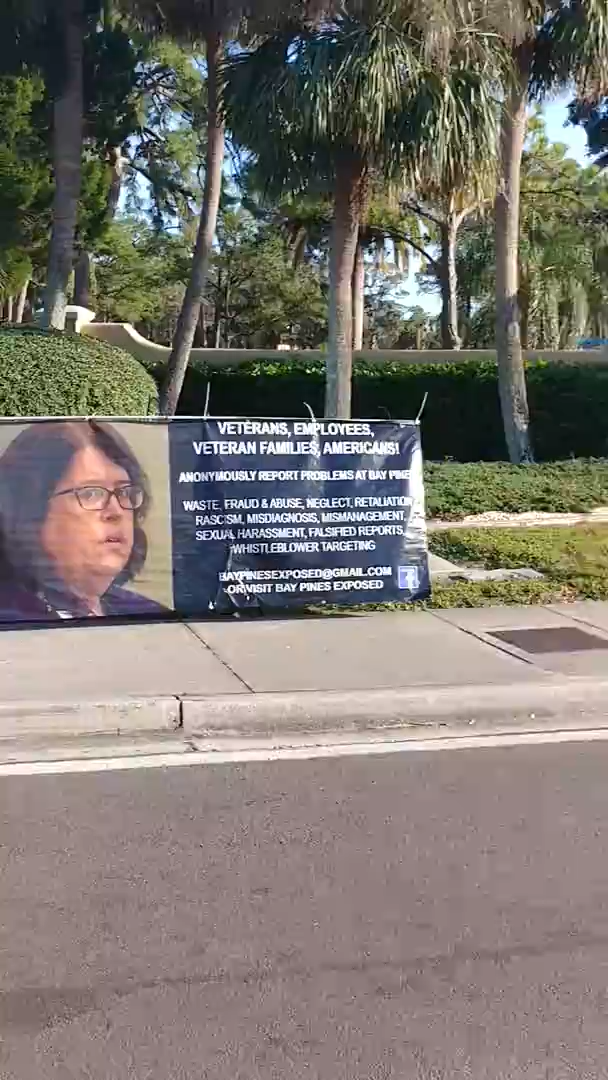 VETERANS, EMPLOYEES,
VETERAN FAMILIES, AMERICANS!
ANONYMOUSLY REPORT PROBLEMS AT BAY PINES
WASTE, FRAUD & ABUSE, NEGLECT, RETALIATION
RASCISM, MISDIAGNOSIS, MISMANAGEMENT,
SEXUAL HARASSMENT, FALSIFIED REPORTS,
WHISTLEBLOWER TARGETING
BAYPINESEXPOSED@GMAIL.COM
OR VISIT BAY PINES EXPOSED